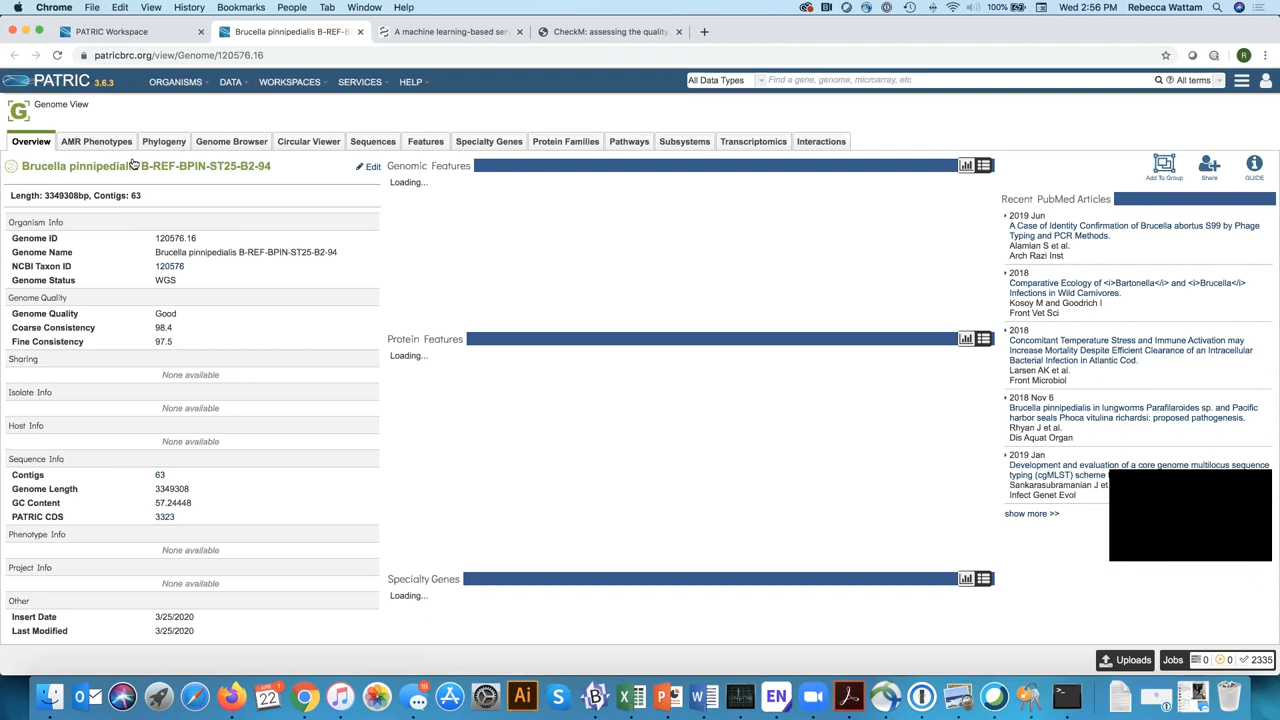 Chrome File Edit View History Bookmarks People Tab Window Help 100% Wed 2:56 PM Rebecca Wattam
PATRIC Workspace Brucella pinnipedialis B-REF-B A machine learning-based serv CheckM: assessing the quality
patricbrc.org/view/Genome/120576.16 R
PATRIC 3.6.3 ORGANISMS DATA WORKSPACES SERVICES HELP All Data Types Find a gene, genome, microarray, etc All terms
G Genome View
Overview AMR Phenotypes Phylogeny Genome Browser Circular Viewer Sequences Features Specialty Genes Protein Families Pathways Subsystems Transcriptomics Interactions
Brucella pinnipedialis B-REF-BPIN-ST25-B2-94 Edit
Length: 3349308bp, Contigs: 63
Organism Info
Genome ID 120576.16
Genome Name Brucella pinnipedialis B-REF-BPIN-ST25-B2-94
NCBI Taxon ID 120576
Genome Status WGS
Genome Quality
Genome Quality Good
Coarse Consistency 98.4
Fine Consistency 97.5
Sharing
None available
Isolate Info
None available
Host Info
None available
Sequence Info
Contigs 63
Genome Length 3349308
GC Content 57.24448
PATRIC CDS 3323
Phenotype Info
None available
Project Info
None available
Other
Insert Date 3/25/2020
Last Modified 3/25/2020
Genomic Features
Loading...
Protein Features
Loading...
Specialty Genes
Loading...
Add To Group Share GUIDE
Recent PubMed Articles
2019 Jun
A Case of Identity Confirmation of Brucella abortus S99 by Phage
Typing and PCR Methods.
Alamian S et al.
Arch Razi Inst
2018
Comparative Ecology of <i>Bartonella</i> and <i>Brucella</i>
Infections in Wild Carnivores.
Kosoy M and Goodrich I
Front Vet Sci
2018
Concomitant Temperature Stress and Immune Activation may
Increase Mortality Despite Efficient Clearance of an Intracellular
Bacterial Infection in Atlantic Cod.
Larsen AK et al.
Front Microbiol
2018 Nov 6
Brucella pinnipedialis in lungworms Parafilaroides sp. and Pacific
harbor seals Phoca vitulina richardsi: proposed pathogenesis.
Rhyan J et al.
Dis Aquat Organ
2019 Jan
Development and evaluation of a core genome multilocus sequence
typing (cgMLST) scheme
Sankarasubramanian J et
Infect Genet Evol
show more >>
Uploads Jobs 0 0 2335
APR 22 19 Ai S X P W EN